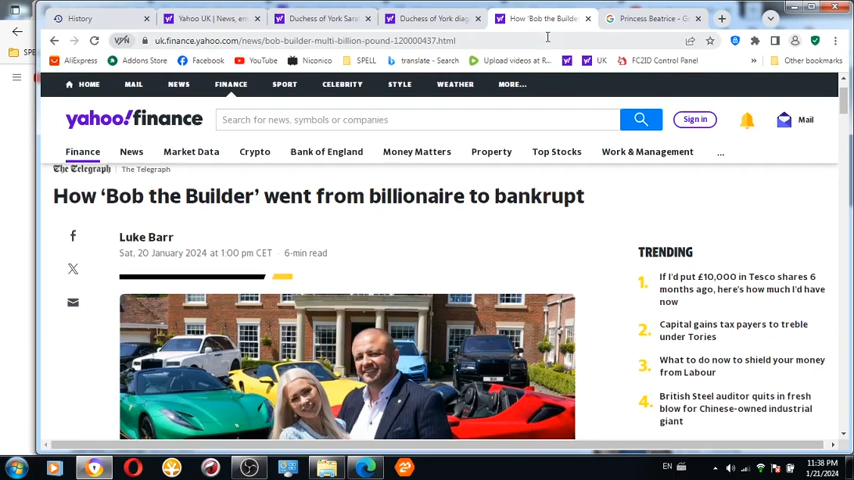 History
Yahoo UK | News, em
Duchess of York Sara
Duchess of York diag
How 'Bob the Builde
Princess Beatrice - G
VPN
uk.finance.yahoo.com/news/bob-builder-multi-billion-pound-120000437.html
SPE
AliExpress
Addons Store
Facebook
YouTube
Niconico
SPELL
translate - Search
Upload videos at R...
UK
FCZID Control Panel
»
Other bookmarks
HOME
MAIL
NEWS
FINANCE
SPORT
CELEBRITY
STYLE
WEATHER
MORE...
yahoo!finance
Search for news, symbols or companies
Sign in
Mail
Finance
News
Market Data
Crypto
Bank of England
Money Matters
Property
Top Stocks
Work & Management
...
The Telegraph
The Telegraph
How ‘Bob the Builder’ went from billionaire to bankrupt
Luke Barr
Sat, 20 January 2024 at 1:00 pm CET · 6-min read
TRENDING
1. If I'd put £10,000 in Tesco shares 6
months ago, here's how much I'd have
now
2. Capital gains tax payers to treble
under Tories
3. What to do now to shield your money
from Labour
4. British Steel auditor quits in fresh
blow for Chinese-owned industrial
giant
EN
11:38 PM
1/21/2024